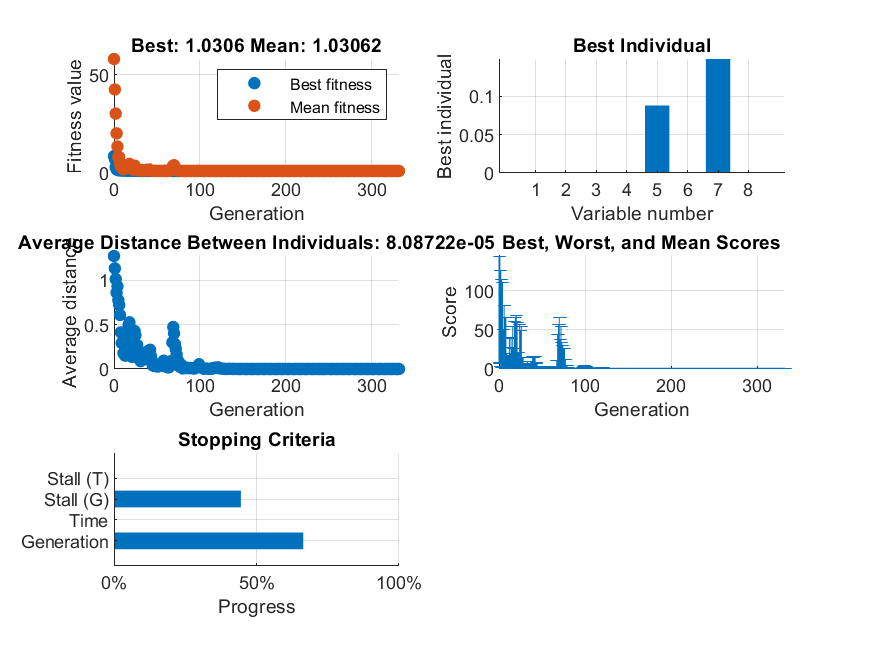 Best: 1.0306 Mean: 1.03062
Fitness value
50
0
Best fitness
Mean fitness
0 100 200 300
Generation
Best Individual
Best individual
0.1
0.05
0
1 2 3 4 5 6 7 8
Variable number
Average Distance Between Individuals: 8.08722e-05
Average distance
1
0.5
0
0 100 200 300
Generation
Best, Worst, and Mean Scores
Score
100
50
0
0 100 200 300
Generation
Stopping Criteria
Stall (T)
Stall (G)
Time
Generation
0% 50% 100%
Progress